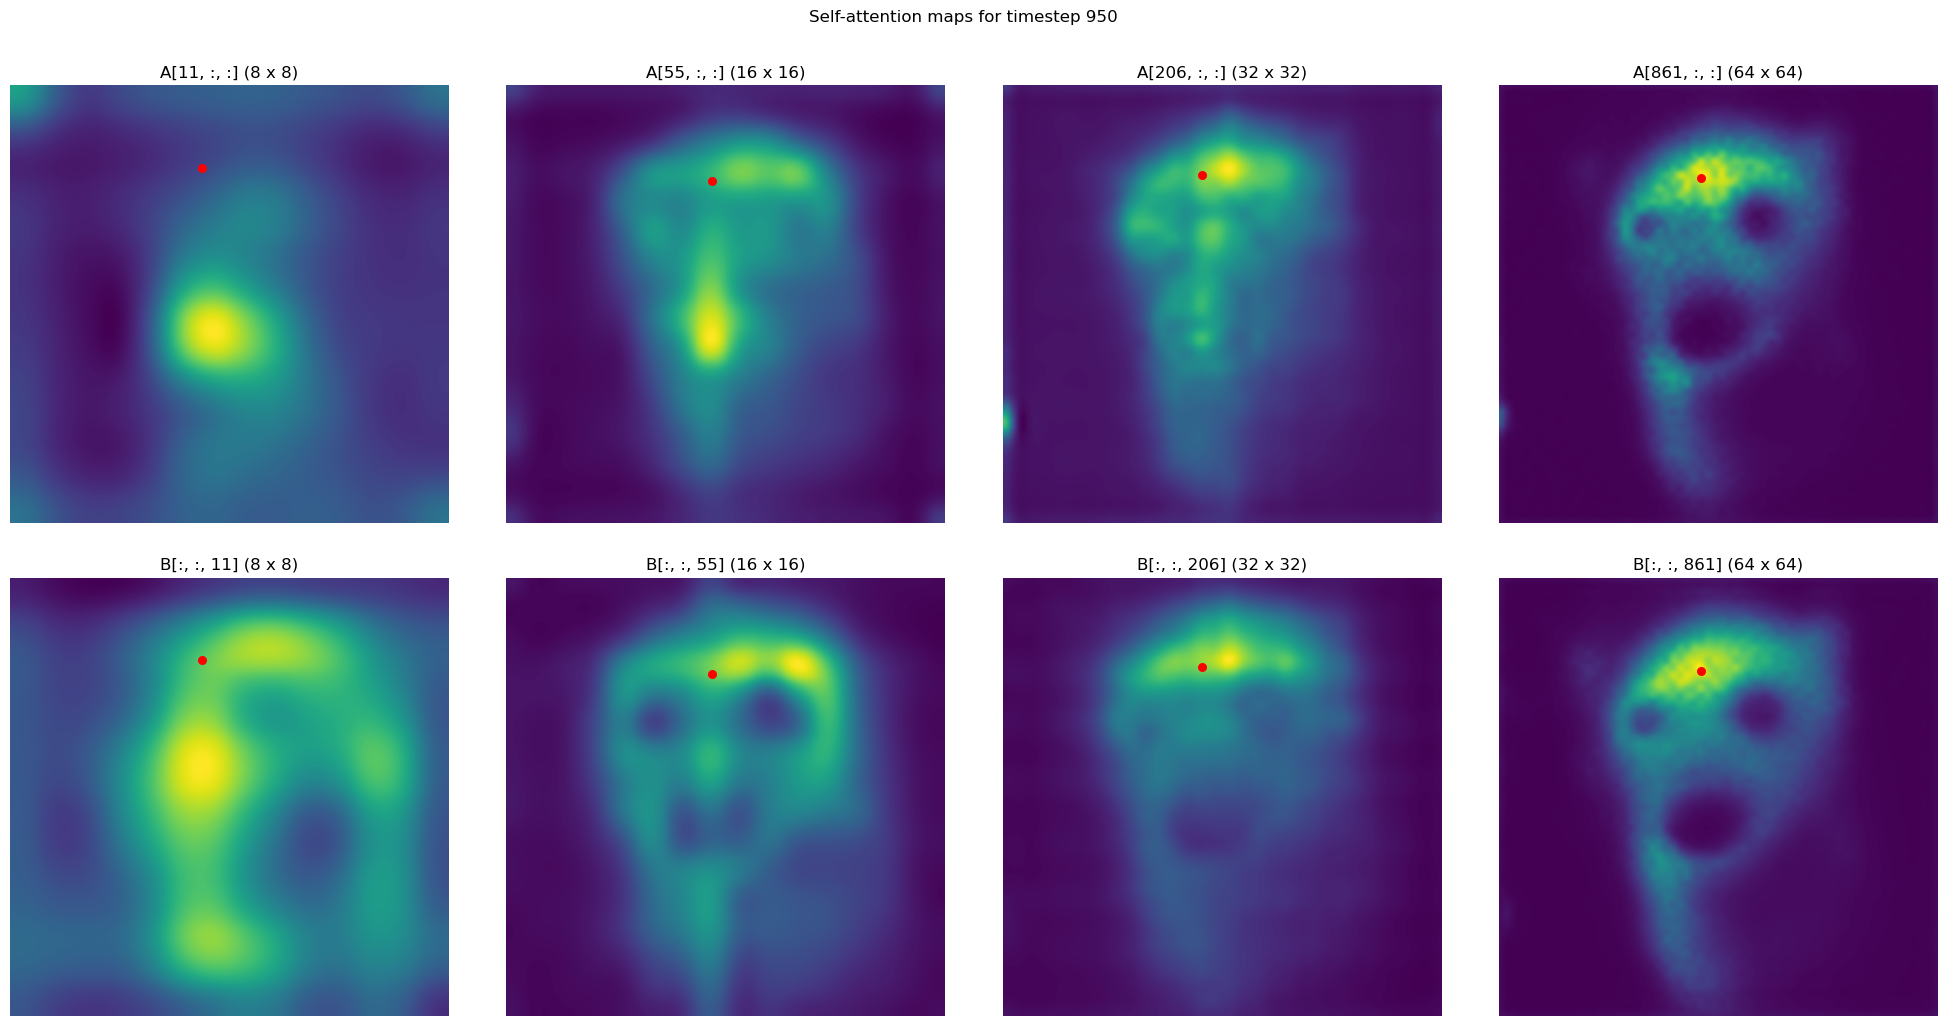 Self-attention maps for timestep 950
A[11, :, :] (8 x 8)
A[55, :, :] (16 x 16)
A[206, :, :] (32 x 32)
A[861, :, :] (64 x 64)
B[:, :, 11] (8 x 8)
B[:, :, 55] (16 x 16)
B[:, :, 206] (32 x 32)
B[:, :, 861] (64 x 64)